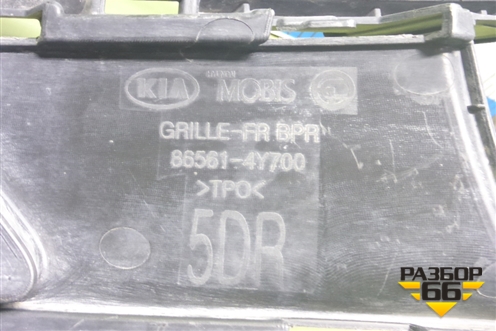 KIA MOBIS
GRILLE-FR BPR
86561-4Y700
>TPO<
5DR
РАЗБОР
66